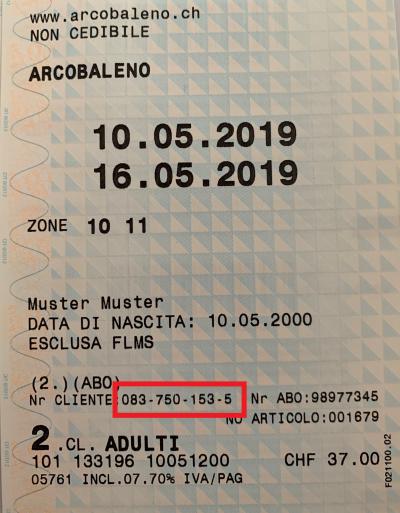 www.arcobaleno.ch
NON CEDIBILE
ARCOBALENO
10.05.2019
16.05.2019
ZONE 10 11
Muster Muster
DATA DI NASCITA: 10.05.2000
ESCLUSA FLMS
(2.)(ABO)
Nr CLIENTE:083-750-153-5 Nr ABO:98977345
NO ARTICOLO:001679
2.CL. ADULTI
101 133196 10051200 CHF 37.00
05761 INCL.07.70% IVA/PAG
F021100.02